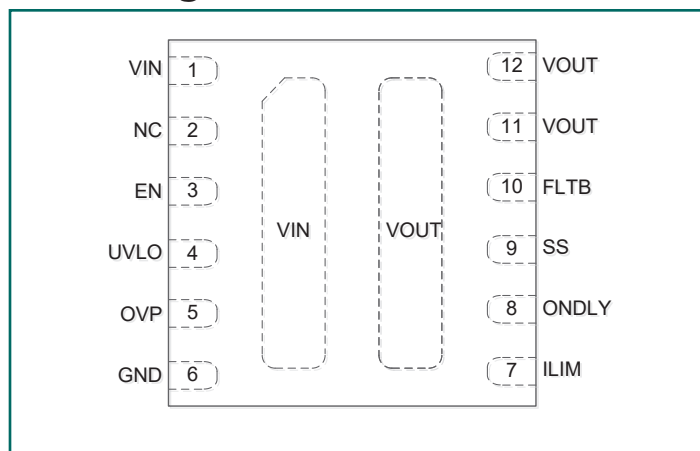 VIN 1
NC 2
EN 3
UVLO 4
OVP 5
GND 6
VIN
VOUT
12 VOUT
11 VOUT
10 FLTB
9 SS
8 ONDLY
7 ILIM